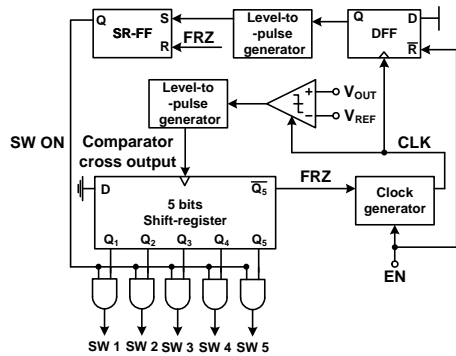 Q S
SR-FF
R
FRZ
Level-to
-pulse
generator
Q D
DFF
R
Level-to
-pulse
generator
+
−
VOUT
VREF
SW ON
Comparator
cross output
CLK
D
Q5
5 bits
Shift-register
Q1 Q2 Q3 Q4 Q5
FRZ
Clock
generator
EN
SW 1 SW 2 SW 3 SW 4 SW 5